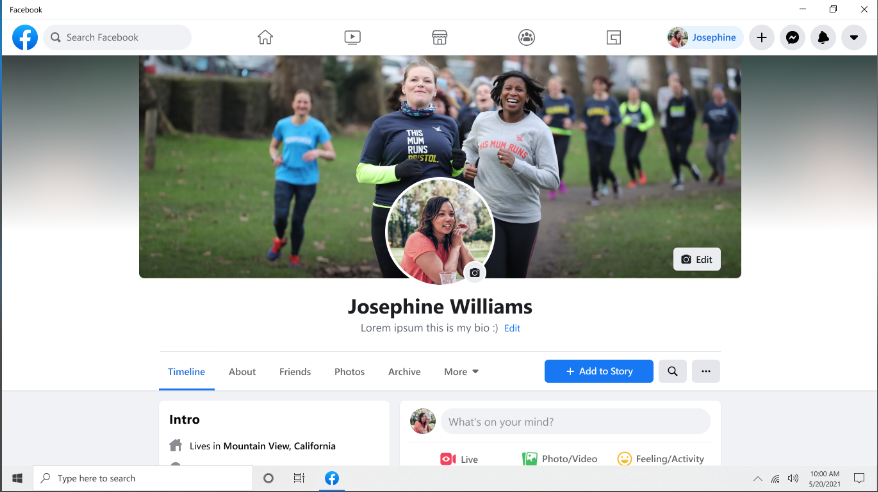 Facebook
Search Facebook
Josephine
THIS
MUM
RUNS
BRISTOL
THIS MUM
RUNS
Edit
Josephine Williams
Lorem ipsum this is my bio :) Edit
Timeline About Friends Photos Archive More
+ Add to Story
Intro
Lives in Mountain View, California
What's on your mind?
Live Photo/Video Feeling/Activity
Type here to search
10:00 AM
5/20/2021